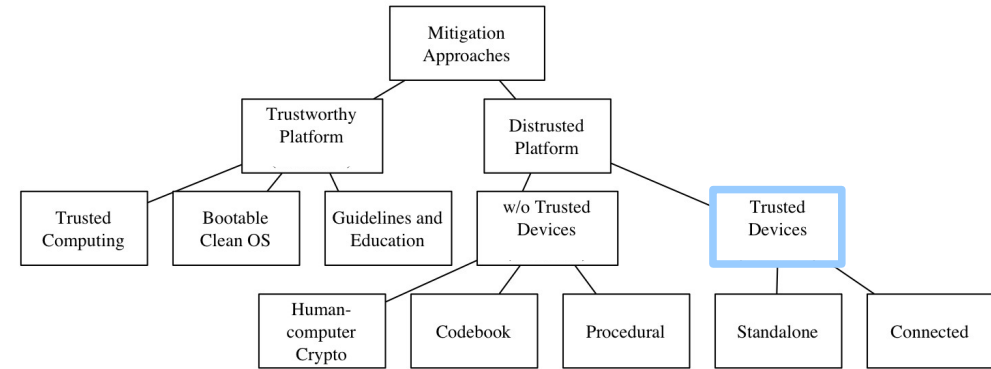 Mitigation
Approaches
Trustworthy
Platform
Distrusted
Platform
Trusted
Computing
Bootable
Clean OS
Guidelines and
Education
w/o Trusted
Devices
Trusted
Devices
Human-
computer
Crypto
Codebook
Procedural
Standalone
Connected